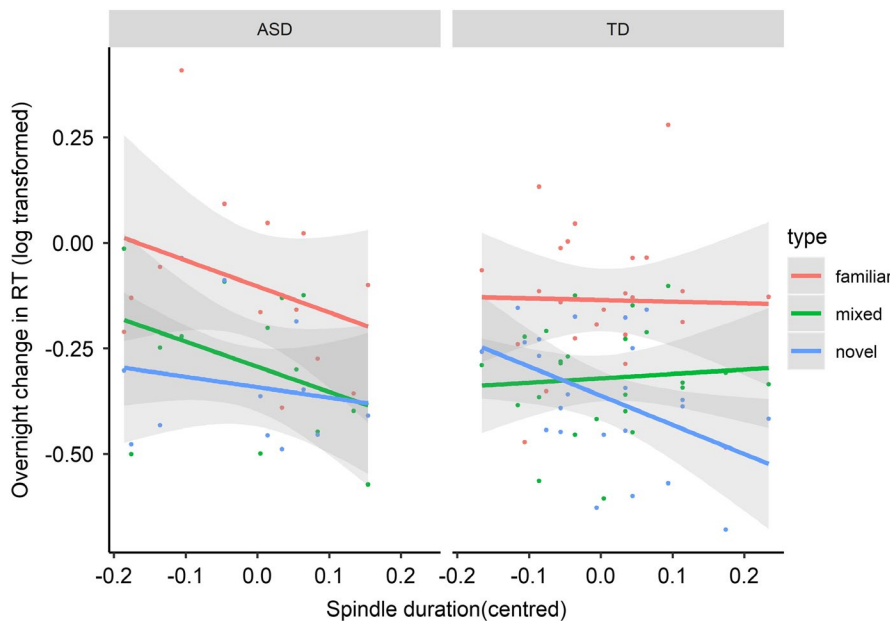 ASD
TD
Overnight change in RT (log transformed)
0.25
0.00
-0.25
-0.50
-0.2
-0.1
0.0
0.1
0.2
-0.2
-0.1
0.0
0.1
0.2
Spindle duration(centred)
type
familiar
mixed
novel